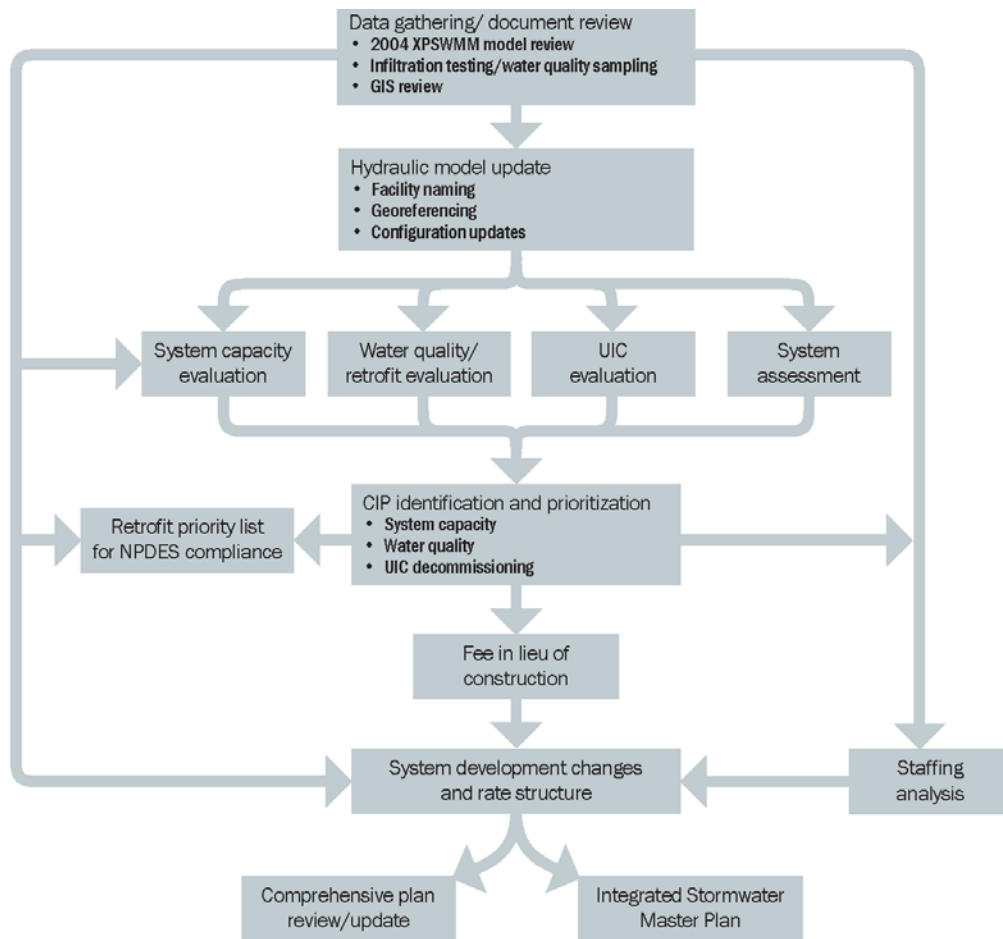 Data gathering/ document review
• 2004 XPSWMM model review
• Infiltration testing/water quality sampling
• GIS review
Hydraulic model update
• Facility naming
• Georeferencing
• Configuration updates
System capacity
evaluation
Water quality/
retrofit evaluation
UIC
evaluation
System
assessment
CIP identification and prioritization
• System capacity
• Water quality
• UIC decommissioning
Retrofit priority list
for NPDES compliance
Fee in lieu of
construction
System development changes
and rate structure
Staffing
analysis
Comprehensive plan
review/update
Integrated Stormwater
Master Plan